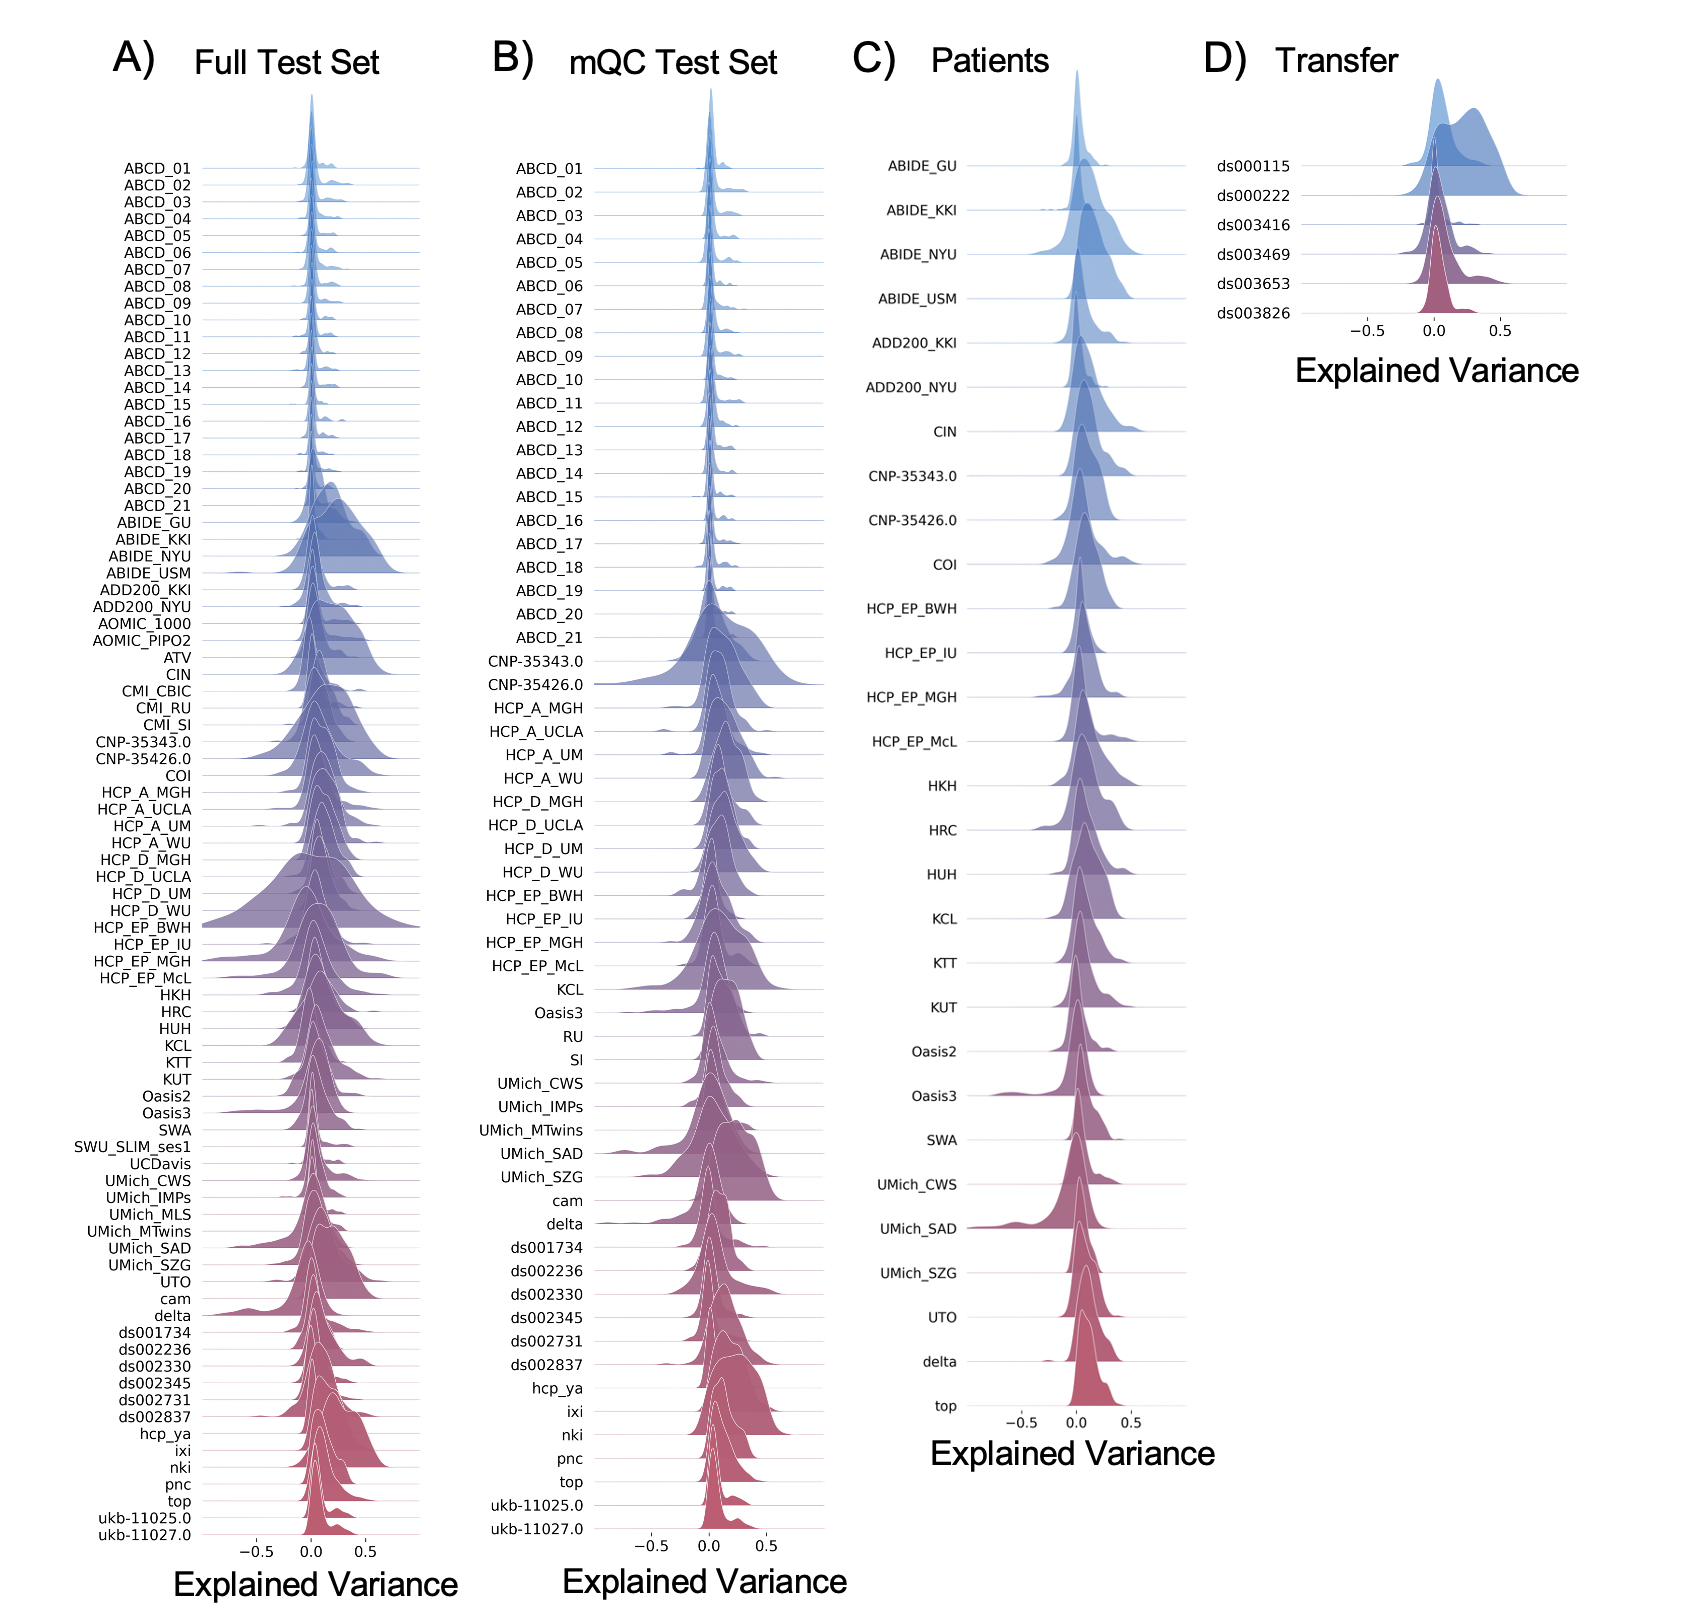 A) Full Test Set
ABCD_01
ABCD_02
ABCD_03
ABCD_04
ABCD_05
ABCD_06
ABCD_07
ABCD_08
ABCD_09
ABCD_10
ABCD_11
ABCD_12
ABCD_13
ABCD_14
ABCD_15
ABCD_16
ABCD_17
ABCD_18
ABCD_19
ABCD_20
ABCD_21
ABIDE_GU
ABIDE_KKI
ABIDE_NYU
ABIDE_USM
ADD200_KKI
ADD200_NYU
AOMIC_1000
AOMIC_PIPO2
ATV
CIN
CMI_CBIC
CMI_RU
CMI_SI
CNP-35343.0
CNP-35426.0
COI
HCP_A_MGH
HCP_A_UCLA
HCP_A_UM
HCP_A_WU
HCP_D_MGH
HCP_D_UCLA
HCP_D_UM
HCP_D_WU
HCP_EP_BWH
HCP_EP_IU
HCP_EP_MGH
HCP_EP_McL
HKH
HRC
HUH
KCL
KTT
KUT
Oasis2
Oasis3
SWA
SWU_SLIM_ses1
UCDavis
UMich_CWS
UMich_IMPs
UMich_MLS
UMich_MTwins
UMich_SAD
UMich_SZG
UTO
cam
delta
ds001734
ds002236
ds002330
ds002345
ds002731
ds002837
hcp_ya
ixi
nki
pnc
top
ukb-11025.0
ukb-11027.0
−0.5 0.0 0.5
Explained Variance
B) mQC Test Set
ABCD_01
ABCD_02
ABCD_03
ABCD_04
ABCD_05
ABCD_06
ABCD_07
ABCD_08
ABCD_09
ABCD_10
ABCD_11
ABCD_12
ABCD_13
ABCD_14
ABCD_15
ABCD_16
ABCD_17
ABCD_18
ABCD_19
ABCD_20
ABCD_21
CNP-35343.0
CNP-35426.0
HCP_A_MGH
HCP_A_UCLA
HCP_A_UM
HCP_A_WU
HCP_D_MGH
HCP_D_UCLA
HCP_D_UM
HCP_D_WU
HCP_EP_BWH
HCP_EP_IU
HCP_EP_MGH
HCP_EP_McL
KCL
Oasis3
RU
SI
UMich_CWS
UMich_IMPs
UMich_MTwins
UMich_SAD
UMich_SZG
cam
delta
ds001734
ds002236
ds002330
ds002345
ds002731
ds002837
hcp_ya
ixi
nki
pnc
top
ukb-11025.0
ukb-11027.0
−0.5 0.0 0.5
Explained Variance
C) Patients
ABIDE_GU
ABIDE_KKI
ABIDE_NYU
ABIDE_USM
ADD200_KKI
ADD200_NYU
CIN
CNP-35343.0
CNP-35426.0
COI
HCP_EP_BWH
HCP_EP_IU
HCP_EP_MGH
HCP_EP_McL
HKH
HRC
HUH
KCL
KTT
KUT
Oasis2
Oasis3
SWA
UMich_CWS
UMich_SAD
UMich_SZG
UTO
delta
top
−0.5 0.0 0.5
Explained Variance
D) Transfer
ds000115
ds000222
ds003416
ds003469
ds003653
ds003826
−0.5 0.0 0.5
Explained Variance